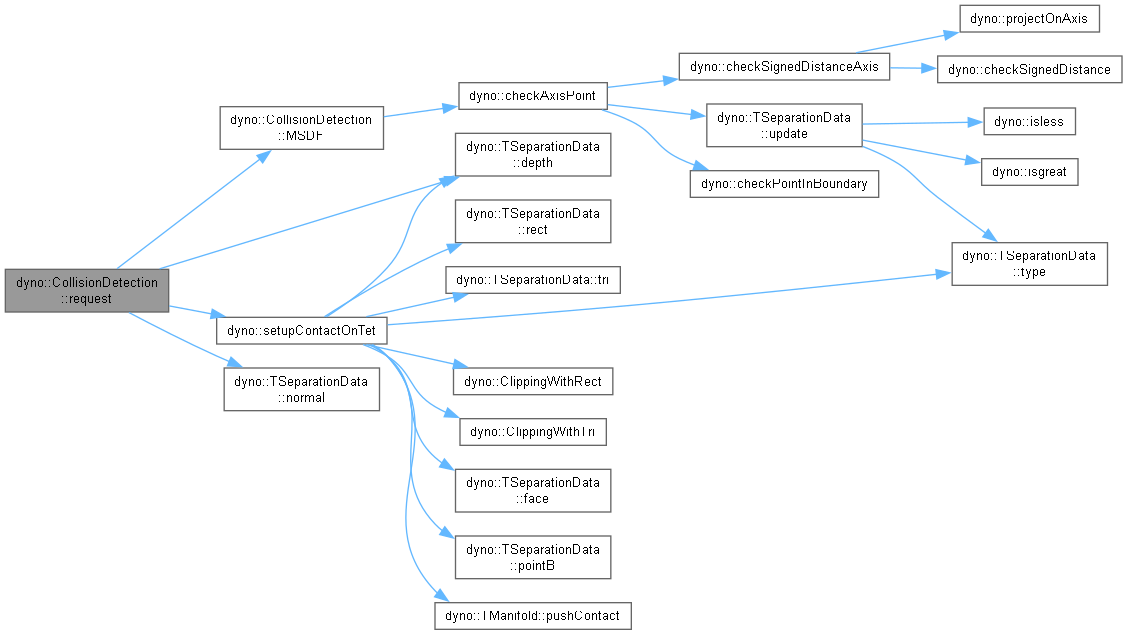 dyno::projectOnAxis
dyno::checkSignedDistanceAxis
dyno::checkSignedDistance
dyno::checkAxisPoint
dyno::CollisionDetection
::MSDF
dyno::TSeparationData
::update
dyno::isless
dyno::TSeparationData
::depth
dyno::isgreat
dyno::checkPointInBoundary
dyno::TSeparationData
::rect
dyno::TSeparationData
::type
dyno::CollisionDetection
::request
dyno::TSeparationData::tri
dyno::setupContactOnTet
dyno::TSeparationData
::normal
dyno::ClippingWithRect
dyno::ClippingWithTri
dyno::TSeparationData
::face
dyno::TSeparationData
::pointB
dyno::TManifold::pushContact